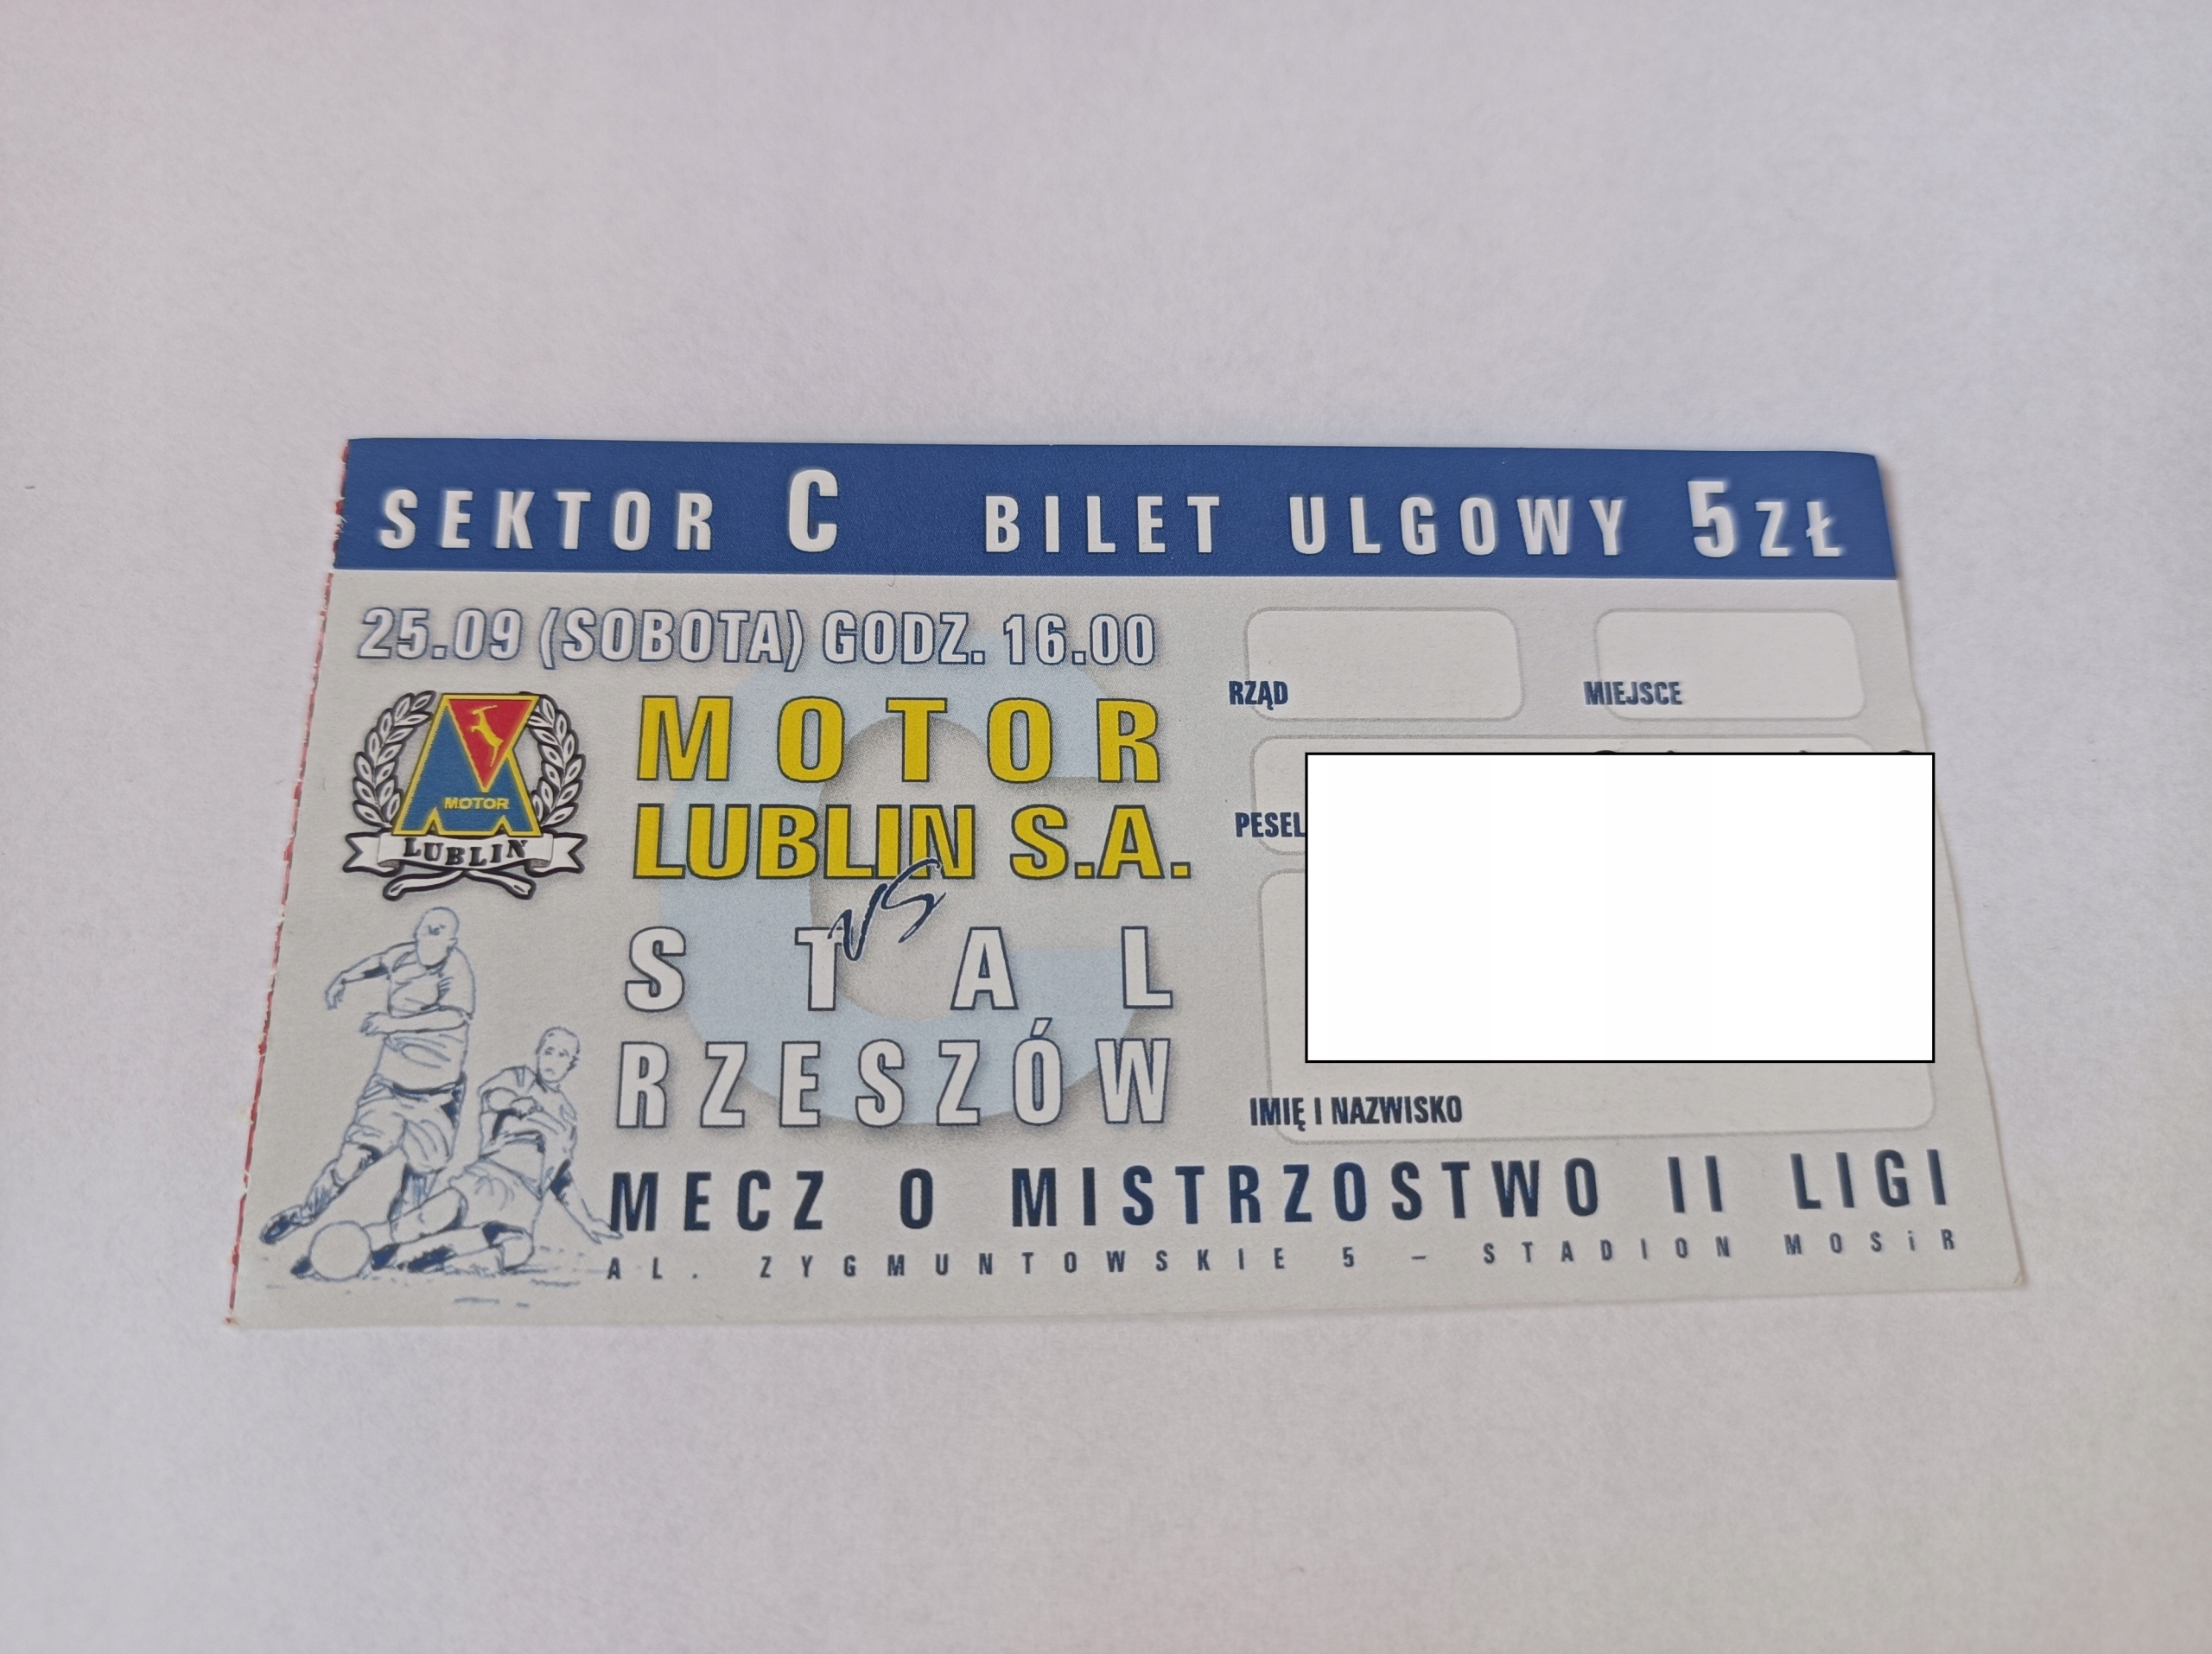 SEKTOR C BILET ULGOWY 5 ZŁ
25.09 (SOBOTA) GODZ. 16.00
RZĄD
MIEJSCE
MOTOR
LUBLIN
MOTOR
LUBLIN S.A.
VS
STAL
RZESZÓW
PESEL
IMIĘ I NAZWISKO
MECZ O MISTRZOSTWO II LIGI
AL. ZYGMUNTOWSKIE 5 – STADION MOSiR